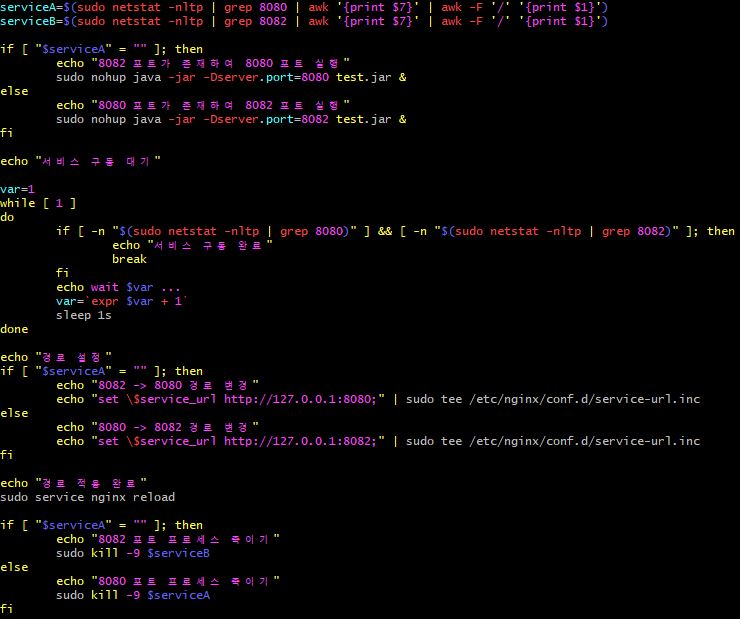 serviceA=$(sudo netstat -nltp | grep 8080 | awk '{print $7}' | awk -F '/' '{print $1}')
serviceB=$(sudo netstat -nltp | grep 8082 | awk '{print $7}' | awk -F '/' '{print $1}')
if [ "$serviceA" = "" ]; then
echo "8082 포트가 존재하여 8080 포트 실행"
sudo nohup java -jar -Dserver.port=8080 test.jar &
else
echo "8080 포트가 존재하여 8082 포트 실행"
sudo nohup java -jar -Dserver.port=8082 test.jar &
fi
echo "서비스 구동 대기"
var=1
while [ 1 ]
do
if [ -n "$(sudo netstat -nltp | grep 8080)" ] && [ -n "$(sudo netstat -nltp | grep 8082)" ]; then
echo "서비스 구동 완료"
break
fi
echo wait $var ...
var=`expr $var + 1`
sleep 1s
done
echo "경로 설정"
if [ "$serviceA" = "" ]; then
echo "8082 -> 8080 경로 변경"
echo "set \$service_url http://127.0.0.1:8080;" | sudo tee /etc/nginx/conf.d/service-url.inc
else
echo "8080 -> 8082 경로 변경"
echo "set \$service_url http://127.0.0.1:8082;" | sudo tee /etc/nginx/conf.d/service-url.inc
fi
echo "경로 적용 완료"
sudo service nginx reload
if [ "$serviceA" = "" ]; then
echo "8082 포트 프로세스 죽이기"
sudo kill -9 $serviceB
else
echo "8080 포트 프로세스 죽이기"
sudo kill -9 $serviceA
fi